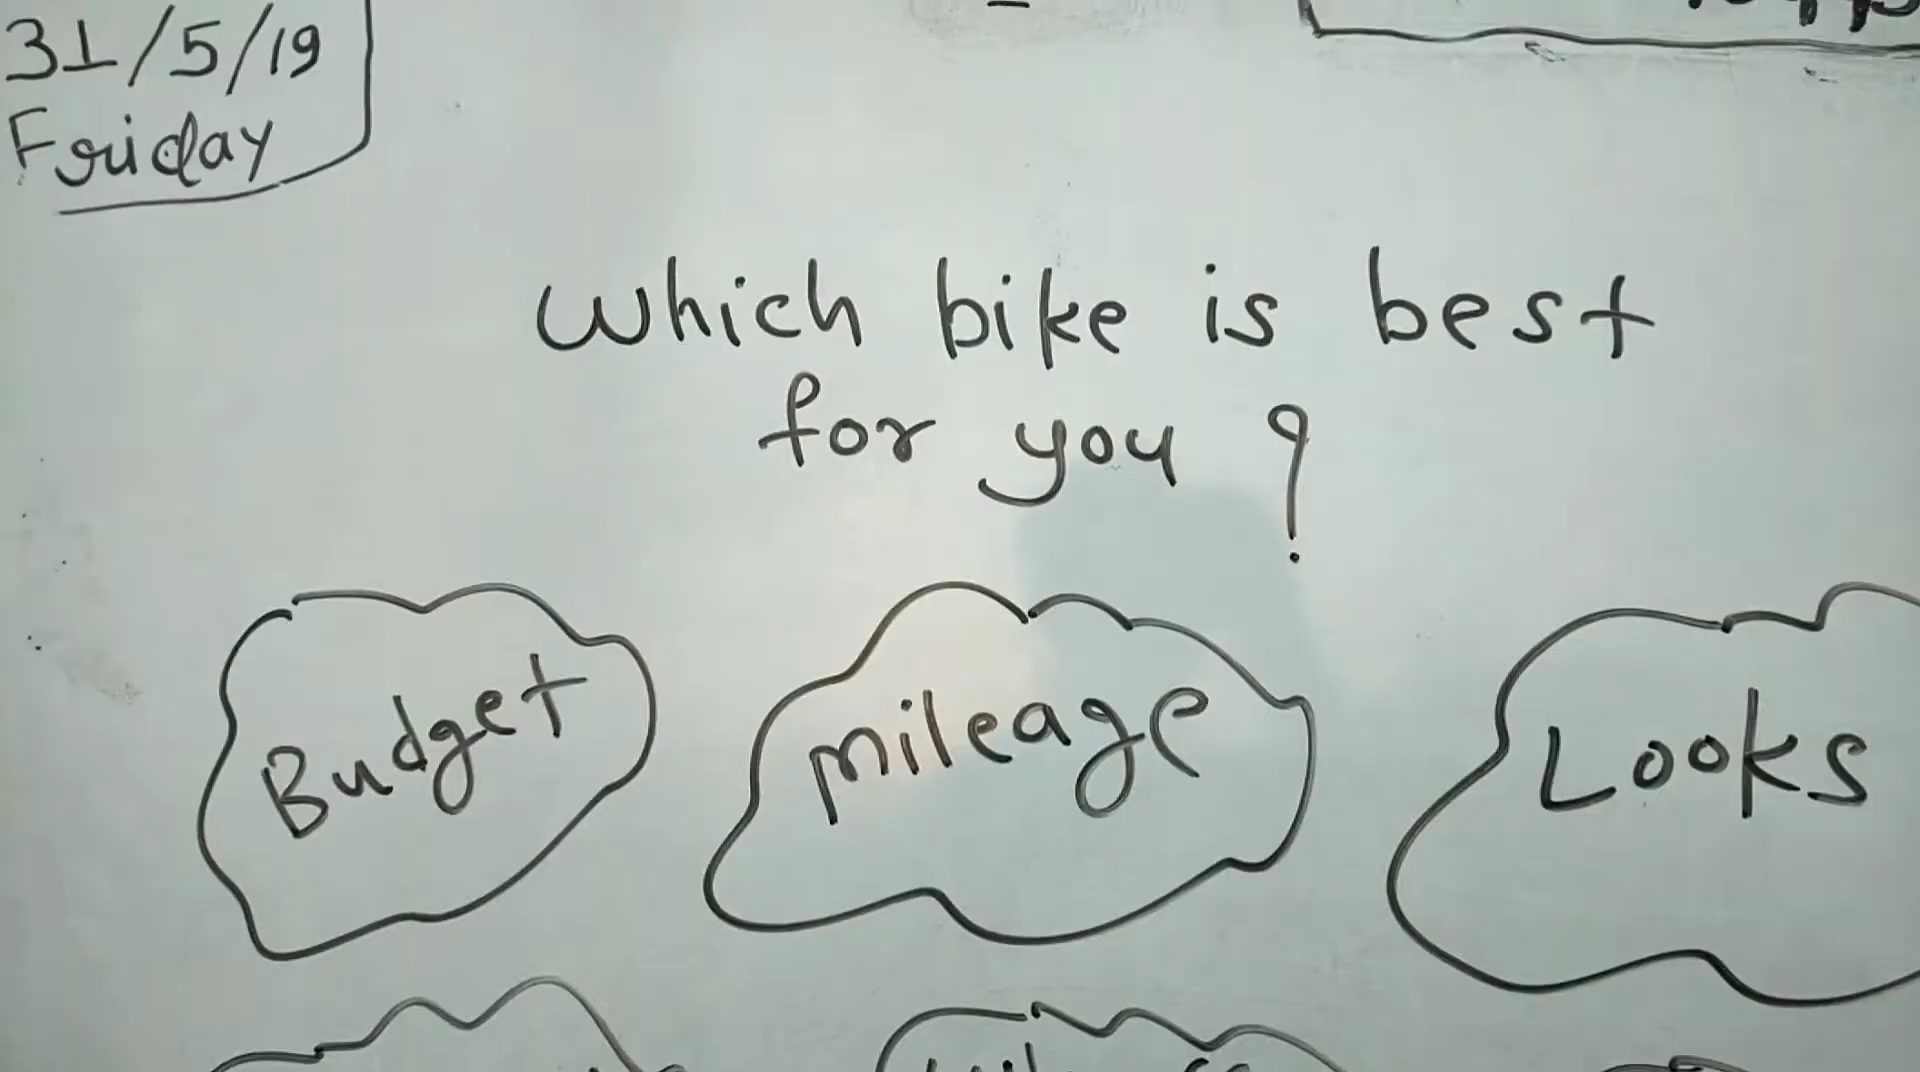 31/5/19
Friday
Which bike is best
for you ?
Budget
Mileage
Looks